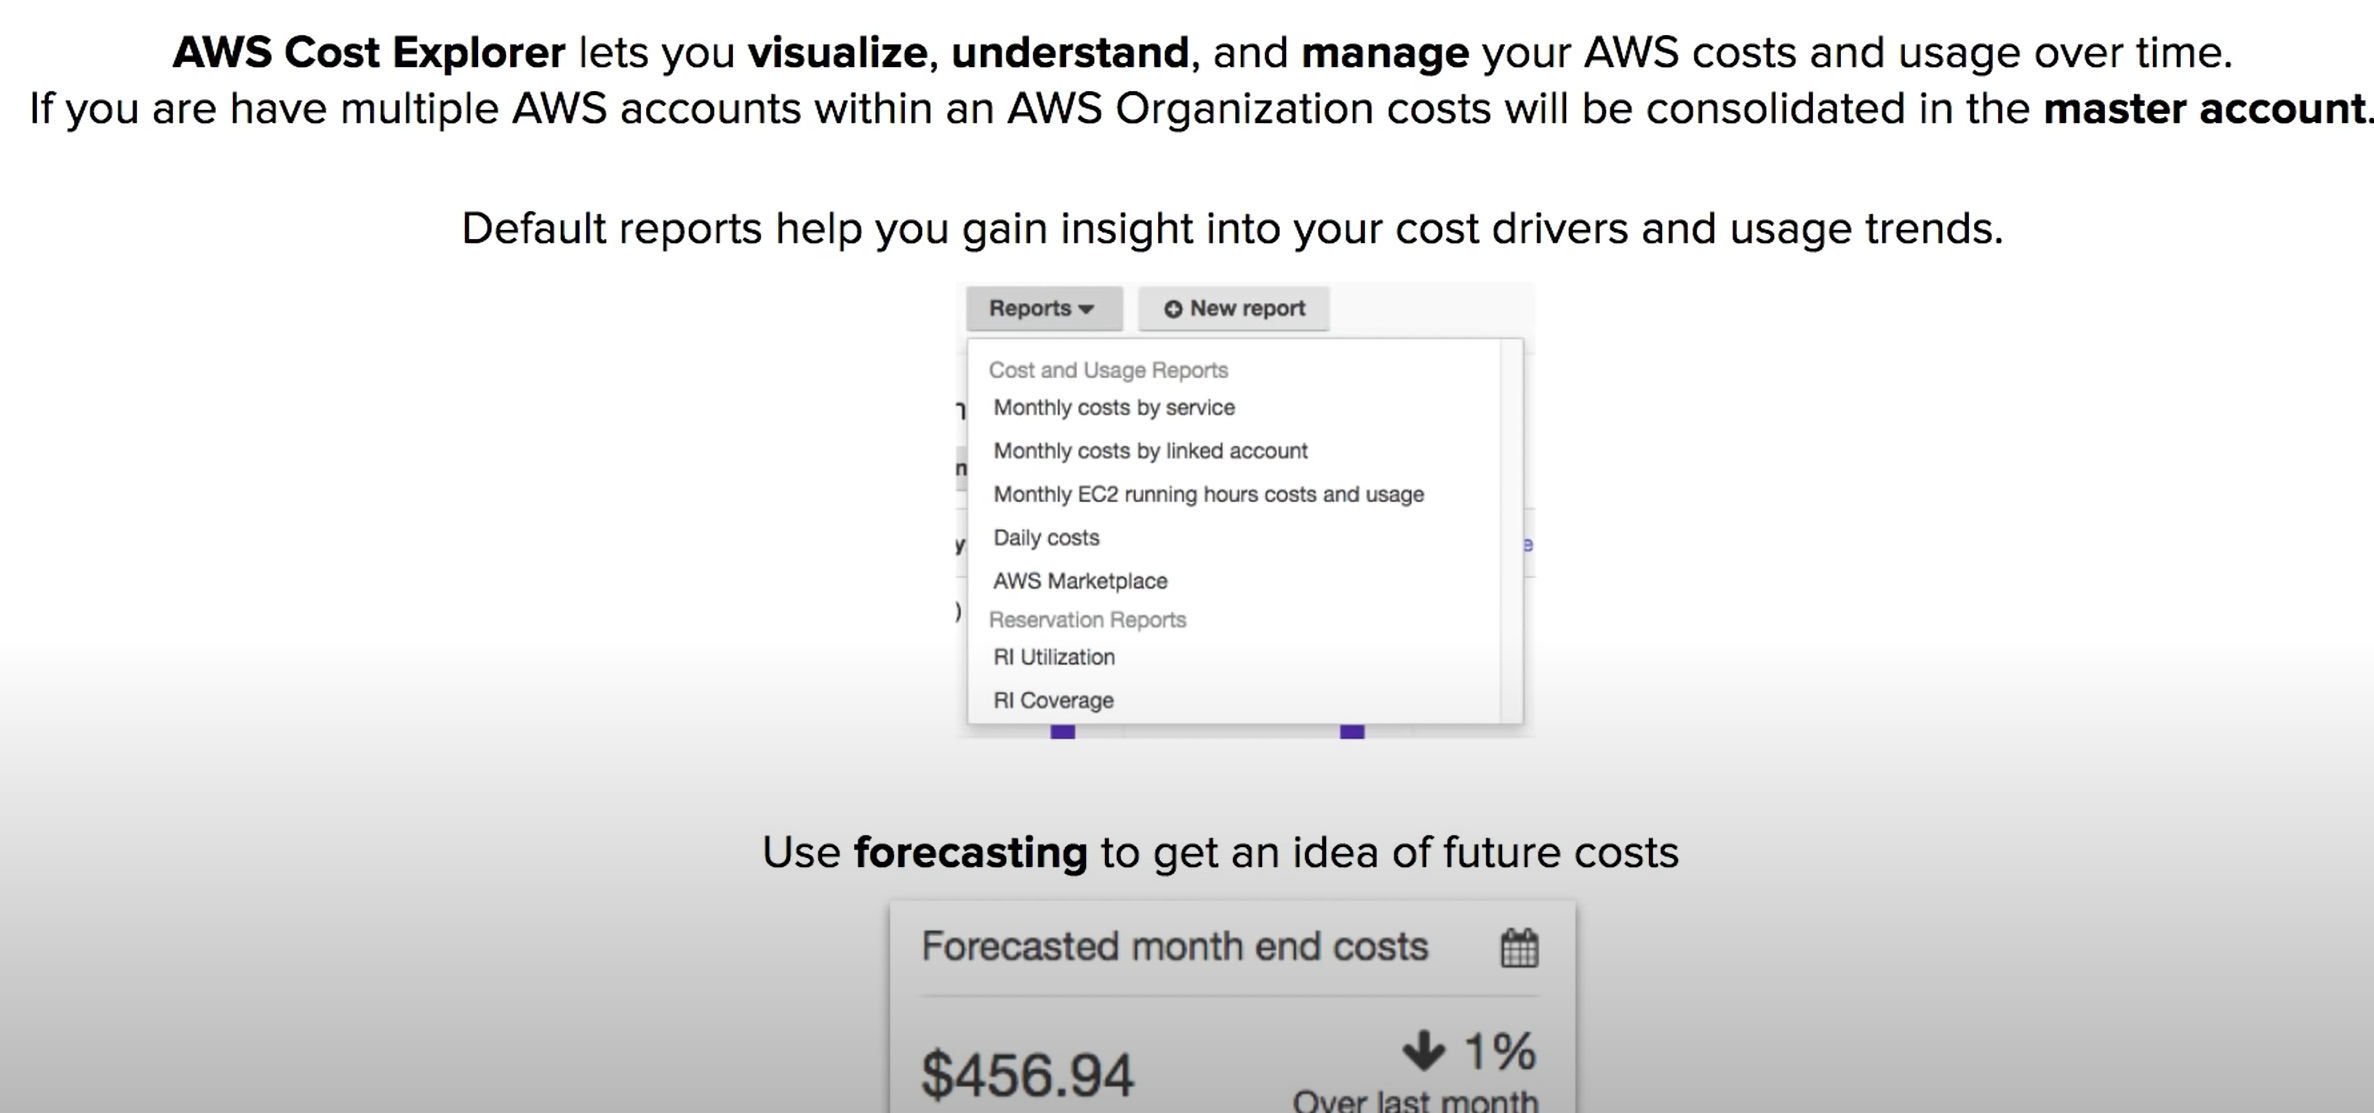 AWS Cost Explorer lets you visualize, understand, and manage your AWS costs and usage over time.
If you are have multiple AWS accounts within an AWS Organization costs will be consolidated in the master account.
Default reports help you gain insight into your cost drivers and usage trends.
Reports New report
Cost and Usage Reports
Monthly costs by service
Monthly costs by linked account
Monthly EC2 running hours costs and usage
Daily costs
AWS Marketplace
Reservation Reports
RI Utilization
RI Coverage
Use forecasting to get an idea of future costs
Forecasted month end costs
$456.94 1%
Over last month